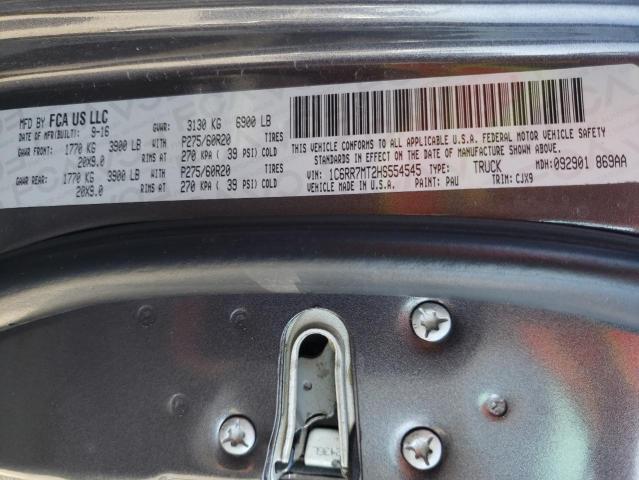 MFD BY FCA US LLC
DATE OF MFR(BUILT): 9-16 GVWR: 3130 KG 6900 LB
GAWR FRONT: 1770 KG 3900 LB WITH P275/60R20 TIRES
20X9.0 RIMS AT 270 KPA ( 39 PSI) COLD
GAWR REAR: 1770 KG 3900 LB WITH P275/60R20 TIRES
20X9.0 RIMS AT 270 KPA ( 39 PSI) COLD
THIS VEHICLE CONFORMS TO ALL APPLICABLE U.S.A. FEDERAL MOTOR VEHICLE SAFETY
STANDARDS IN EFFECT ON THE DATE OF MANUFACTURE SHOWN ABOVE.
VIN: 1C6RR7MT2HS554545 TYPE: TRUCK MDH: 092901 869AA
MADE IN U.S.A. PAINT: PAU TRIM: CJX9